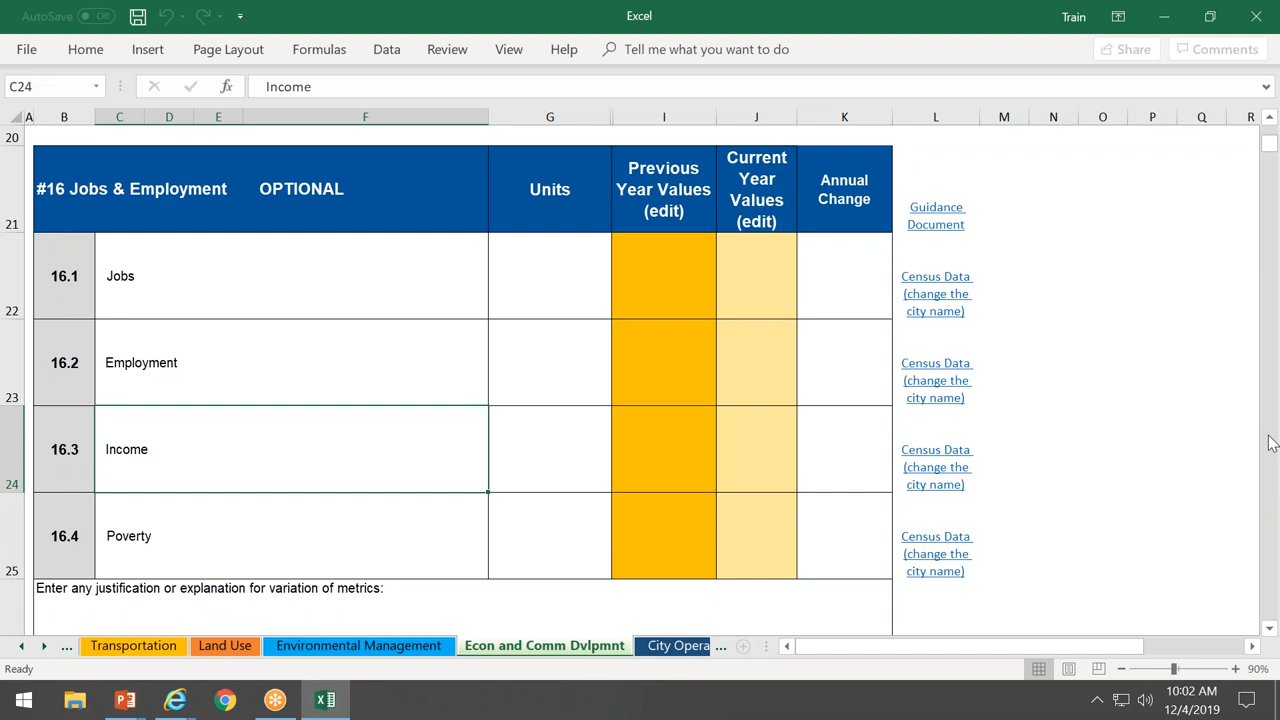 AutoSave Off Excel Train
File Home Insert Page Layout Formulas Data Review View Help Tell me what you want to do Share Comments
C24 fx Income
A B C D E F G I J K L M N O P Q R
20
#16 Jobs & Employment OPTIONAL
Units
Previous
Year Values
(edit)
Current
Year
Values
(edit)
Annual
Change
Guidance
Document
21
16.1 Jobs
Census Data
(change the
city name)
22
16.2 Employment
Census Data
(change the
city name)
23
16.3 Income
Census Data
(change the
city name)
24
16.4 Poverty
Census Data
(change the
city name)
25
Enter any justification or explanation for variation of metrics:
... Transportation Land Use Environmental Management Econ and Comm Dvlpmnt City Opera ...
Ready 90%
10:02 AM
12/4/2019